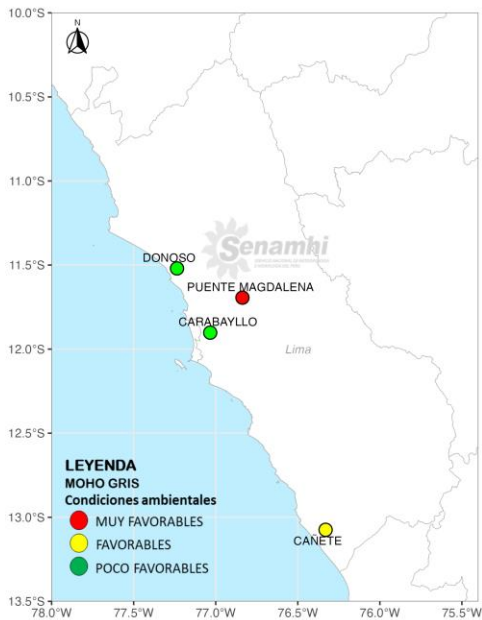 N
10.0°S
10.5°S
11.0°S
11.5°S
12.0°S
12.5°S
13.0°S
13.5°S
Senamhi
DONOSO
PUENTE MAGDALENA
CARABAYLLO
Lima
LEYENDA
MOHO GRIS
Condiciones ambientales
MUY FAVORABLES
FAVORABLES
POCO FAVORABLES
CAÑETE
78.0°W
77.5°W
77.0°W
76.5°W
76.0°W
75.5°W